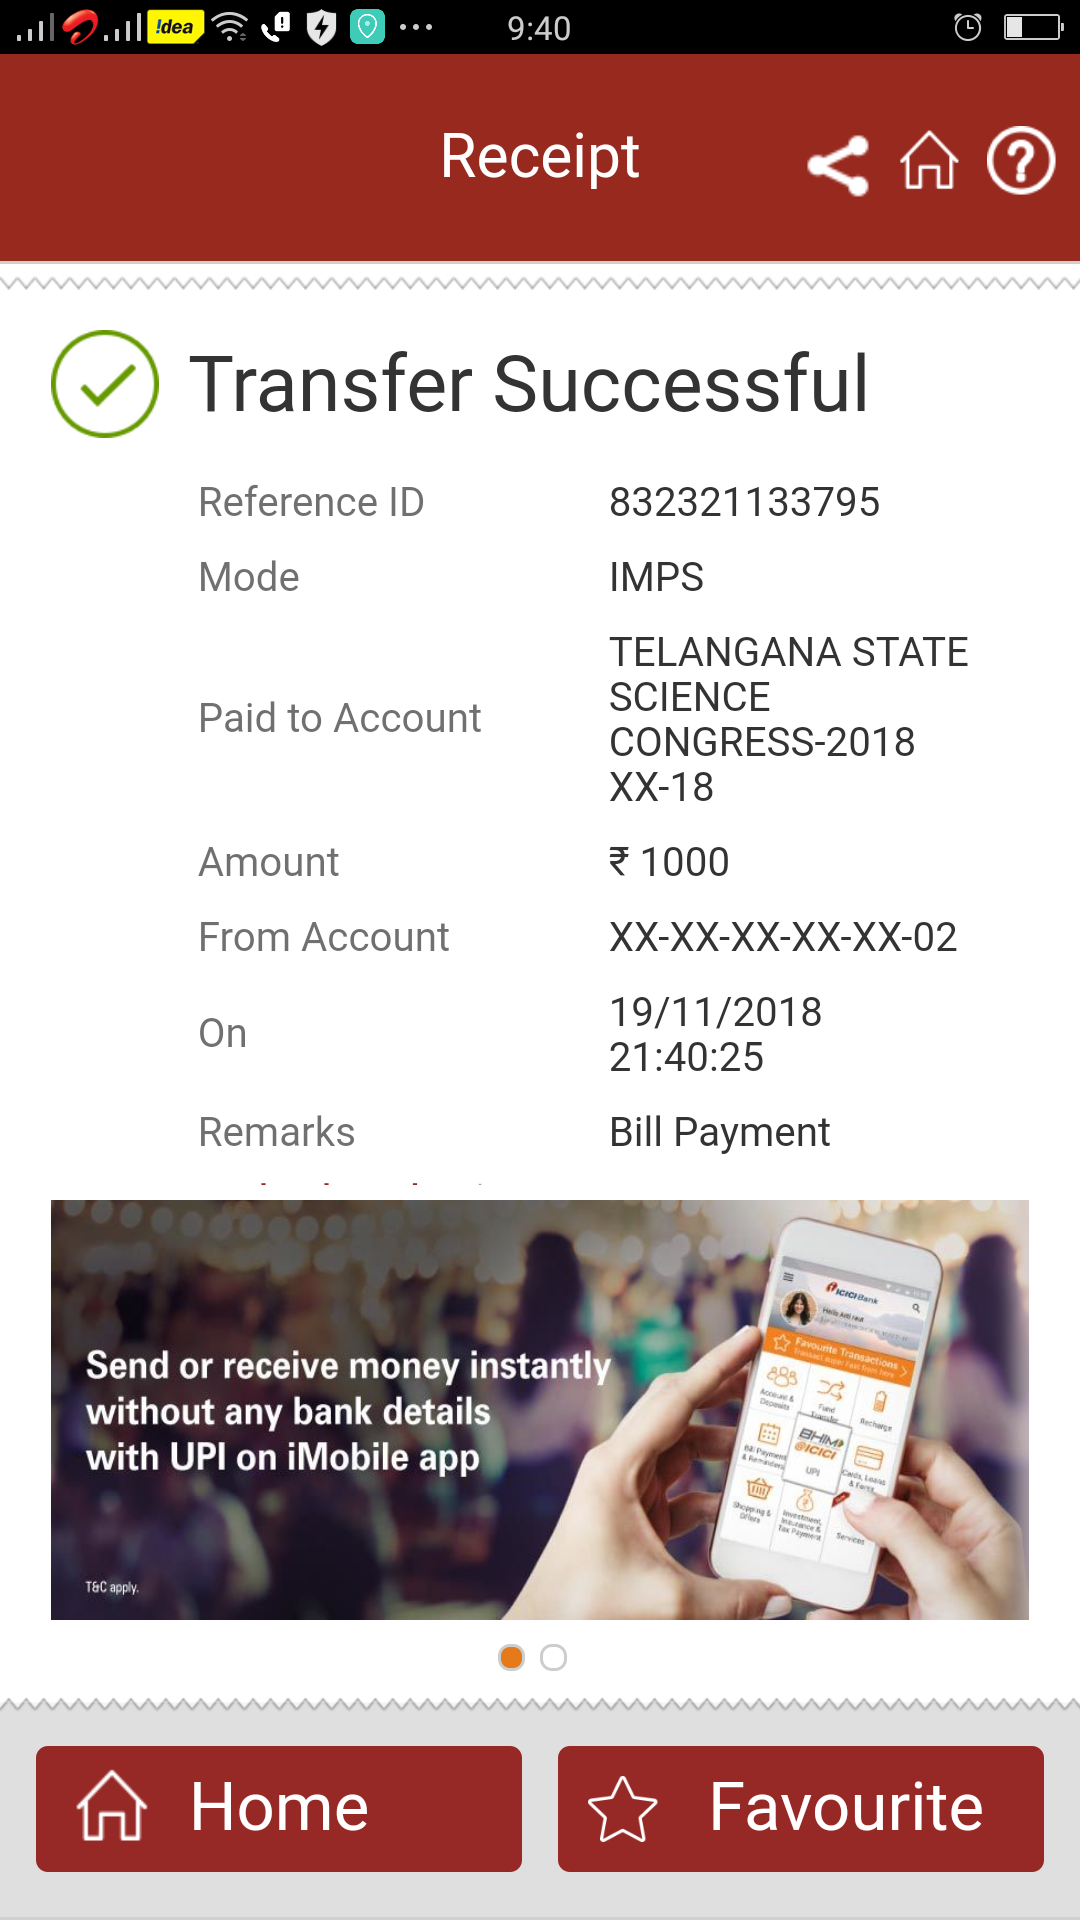 !dea 9:40
Receipt
Transfer Successful
Reference ID 832321133795
Mode IMPS
Paid to Account TELANGANA STATE
SCIENCE
CONGRESS-2018
XX-18
Amount ₹ 1000
From Account XX-XX-XX-XX-XX-02
On 19/11/2018
21:40:25
Remarks Bill Payment
Send or receive money instantly
without any bank details
with UPI on iMobile app
T&C apply.
ICICI Bank
Favourite Transactions
Account &
Deposits
Fund
Transfer
Recharge
Bill Payment
& Reminders
BHIM
@ICICI
UPI
Cards, Loans
& Forex
Shopping &
Offers
Investment,
Insurance &
Tax Payment
Services
Home Favourite